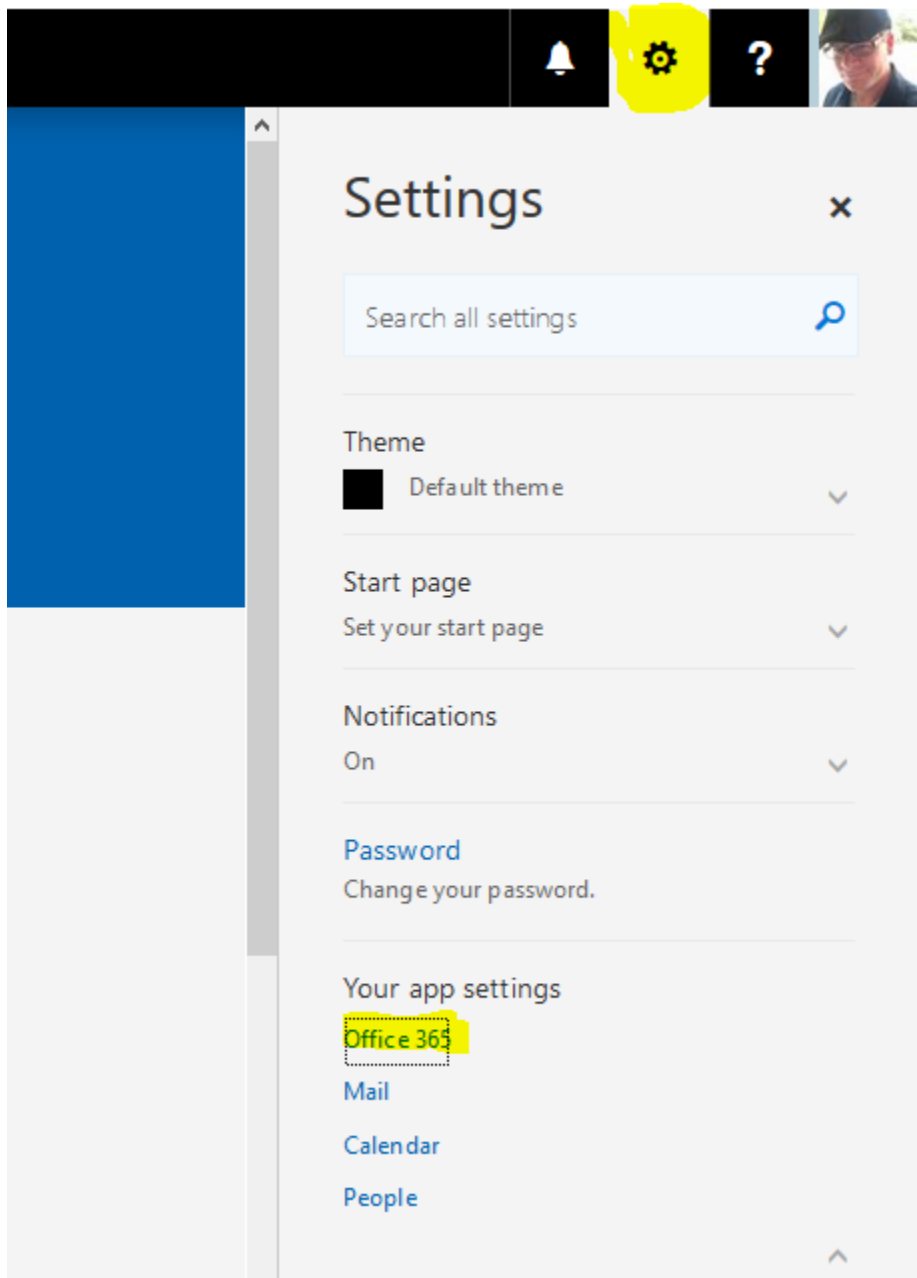 ?
Settings
Search all settings
Theme
Default theme
Start page
Set your start page
Notifications
On
Password
Change your password.
Your app settings
Office 365
Mail
Calendar
People